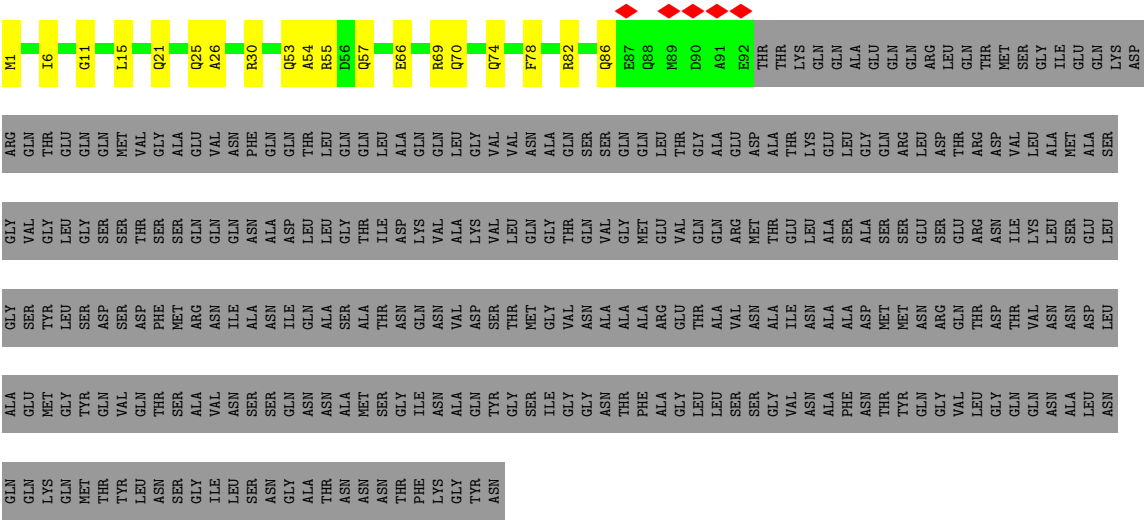 M1 I6 G11 L15 Q21 Q25 A26 R30 Q53 A54 R55 D56 Q57 E66 R69 Q70 Q74 F78 R82 Q86 E87 Q88 M89 D90 A91 E92 THR THR LYS GLN GLN ALA GLU GLN GLN ARG LEU GLN THR MET SER GLY ILE GLU GLN LYS ASP
ARG GLN THR GLU GLN GLN MET VAL GLY ALA GLU VAL ASN PHE GLN GLN THR LEU GLN GLN LEU ALA GLN GLN LEU GLY VAL VAL ASN ALA GLN SER SER GLN GLN LEU THR GLY ALA GLU ASP ALA THR LYS GLU LEU GLY GLN ARG LEU ASP THR ARG ASP VAL LEU ALA MET ALA SER
GLY VAL GLY LEU GLY SER SER THR SER SER GLN GLN GLN ASN ALA ASP LEU LEU GLY THR ILE ASP LYS VAL ALA LYS VAL LEU GLN GLY THR GLN VAL GLY MET GLU VAL GLN GLN ARG MET THR GLU LEU ALA SER ALA SER SER GLU SER GLU ARG ASN ILE LYS LEU SER GLU LEU
GLY SER TYR LEU SER ASP SER ASP PHE MET ARG ASN ILE ALA ASN ILE GLN ALA SER ALA THR ASN GLN ASN VAL ASP SER THR MET GLY VAL ASN ALA ALA ALA ARG GLU THR ALA VAL ASN ALA ILE ASN ALA ALA ASP MET MET ASN ARG GLN THR ASP THR VAL ASN ASN ASP LEU
ALA GLU MET GLY TYR GLN VAL GLN THR SER ALA VAL ASN SER SER GLN ASN ASN ALA MET SER GLY ILE ASN ALA GLN TYR GLY SER ILE GLY GLY ASN THR PHE ALA GLY LEU LEU SER SER GLY VAL ASN ALA PHE ASN THR TYR GLN GLY VAL LEU GLY GLN GLN ASN ALA LEU ASN
GLN GLN LYS GLN MET THR TYR LEU ASN SER GLY ILE LEU SER ASN GLY ALA THR ASN ASN ASN THR PHE LYS GLY TYR ASN